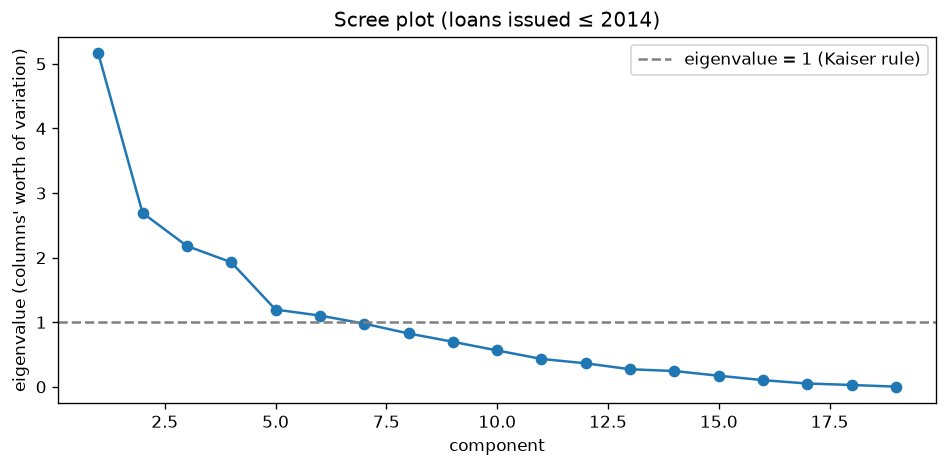 Scree plot (loans issued ≤ 2014)
eigenvalue = 1 (Kaiser rule)
eigenvalue (columns' worth of variation)
5
4
3
2
1
0
2.5 5.0 7.5 10.0 12.5 15.0 17.5
component